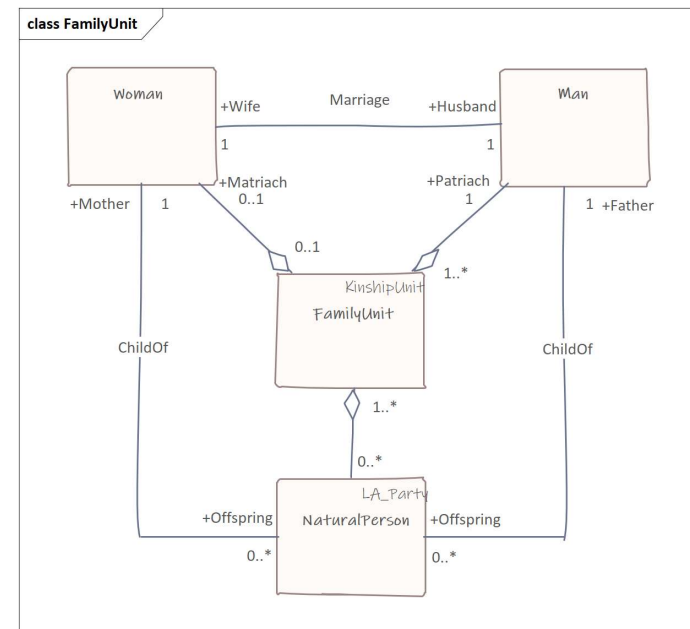 class FamilyUnit
Woman
Man
+Wife
Marriage
+Husband
1
1
+Matriach
0..1
+Patriach
1
+Mother
1
1
+Father
0..1
1..*
KinshipUnit
FamilyUnit
ChildOf
ChildOf
1..*
0..*
LA_Party
NaturalPerson
+Offspring
+Offspring
0..*
0..*